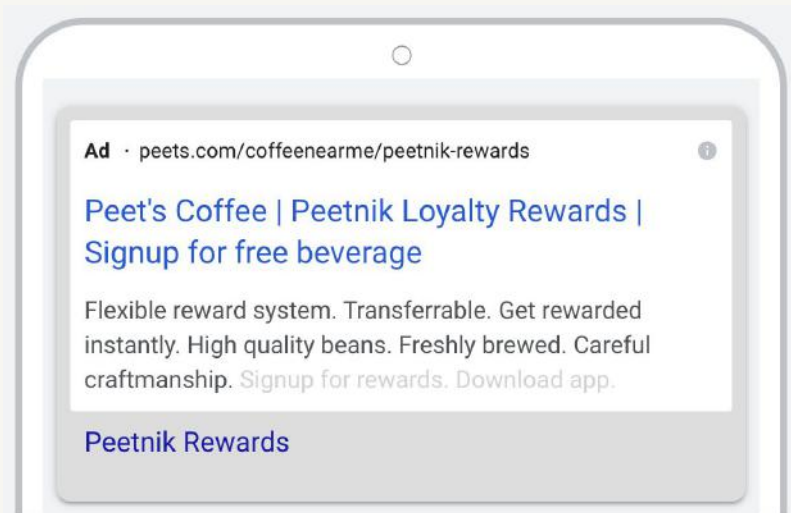 Ad · peets.com/coffeenearme/peetnik-rewards
Peet's Coffee | Peetnik Loyalty Rewards |
Signup for free beverage
Flexible reward system. Transferrable. Get rewarded
instantly. High quality beans. Freshly brewed. Careful
craftmanship. Signup for rewards. Download app.
Peetnik Rewards